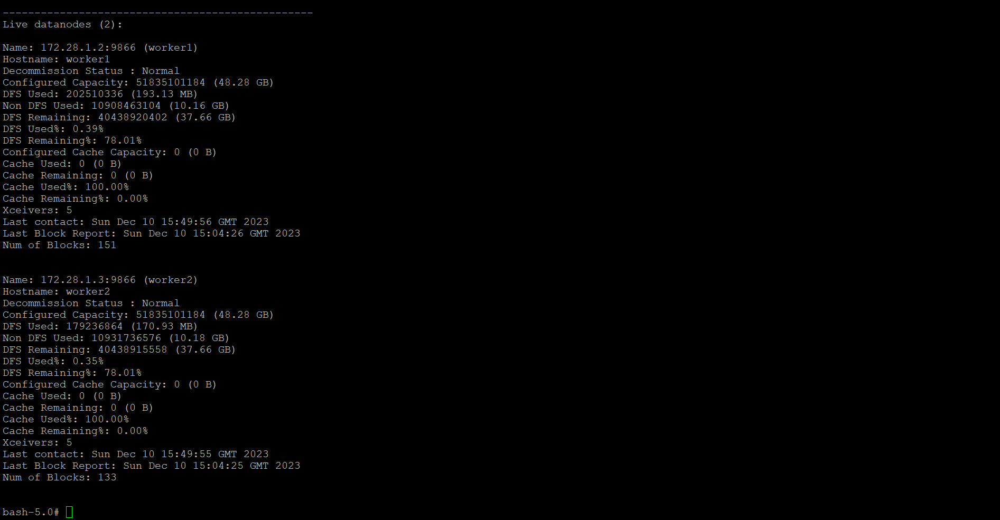 -------------------------------------------------
Live datanodes (2):

Name: 172.28.1.2:9866 (worker1)
Hostname: worker1
Decommission Status : Normal
Configured Capacity: 51835101184 (48.28 GB)
DFS Used: 202510336 (193.13 MB)
Non DFS Used: 10908463104 (10.16 GB)
DFS Remaining: 40438920402 (37.66 GB)
DFS Used%: 0.39%
DFS Remaining%: 78.01%
Configured Cache Capacity: 0 (0 B)
Cache Used: 0 (0 B)
Cache Remaining: 0 (0 B)
Cache Used%: 100.00%
Cache Remaining%: 0.00%
Xceivers: 5
Last contact: Sun Dec 10 15:49:56 GMT 2023
Last Block Report: Sun Dec 10 15:04:26 GMT 2023
Num of Blocks: 151

Name: 172.28.1.3:9866 (worker2)
Hostname: worker2
Decommission Status : Normal
Configured Capacity: 51835101184 (48.28 GB)
DFS Used: 179236864 (170.93 MB)
Non DFS Used: 10931736576 (10.18 GB)
DFS Remaining: 40438915558 (37.66 GB)
DFS Used%: 0.35%
DFS Remaining%: 78.01%
Configured Cache Capacity: 0 (0 B)
Cache Used: 0 (0 B)
Cache Remaining: 0 (0 B)
Cache Used%: 100.00%
Cache Remaining%: 0.00%
Xceivers: 5
Last contact: Sun Dec 10 15:49:55 GMT 2023
Last Block Report: Sun Dec 10 15:04:25 GMT 2023
Num of Blocks: 133

bash-5.0#